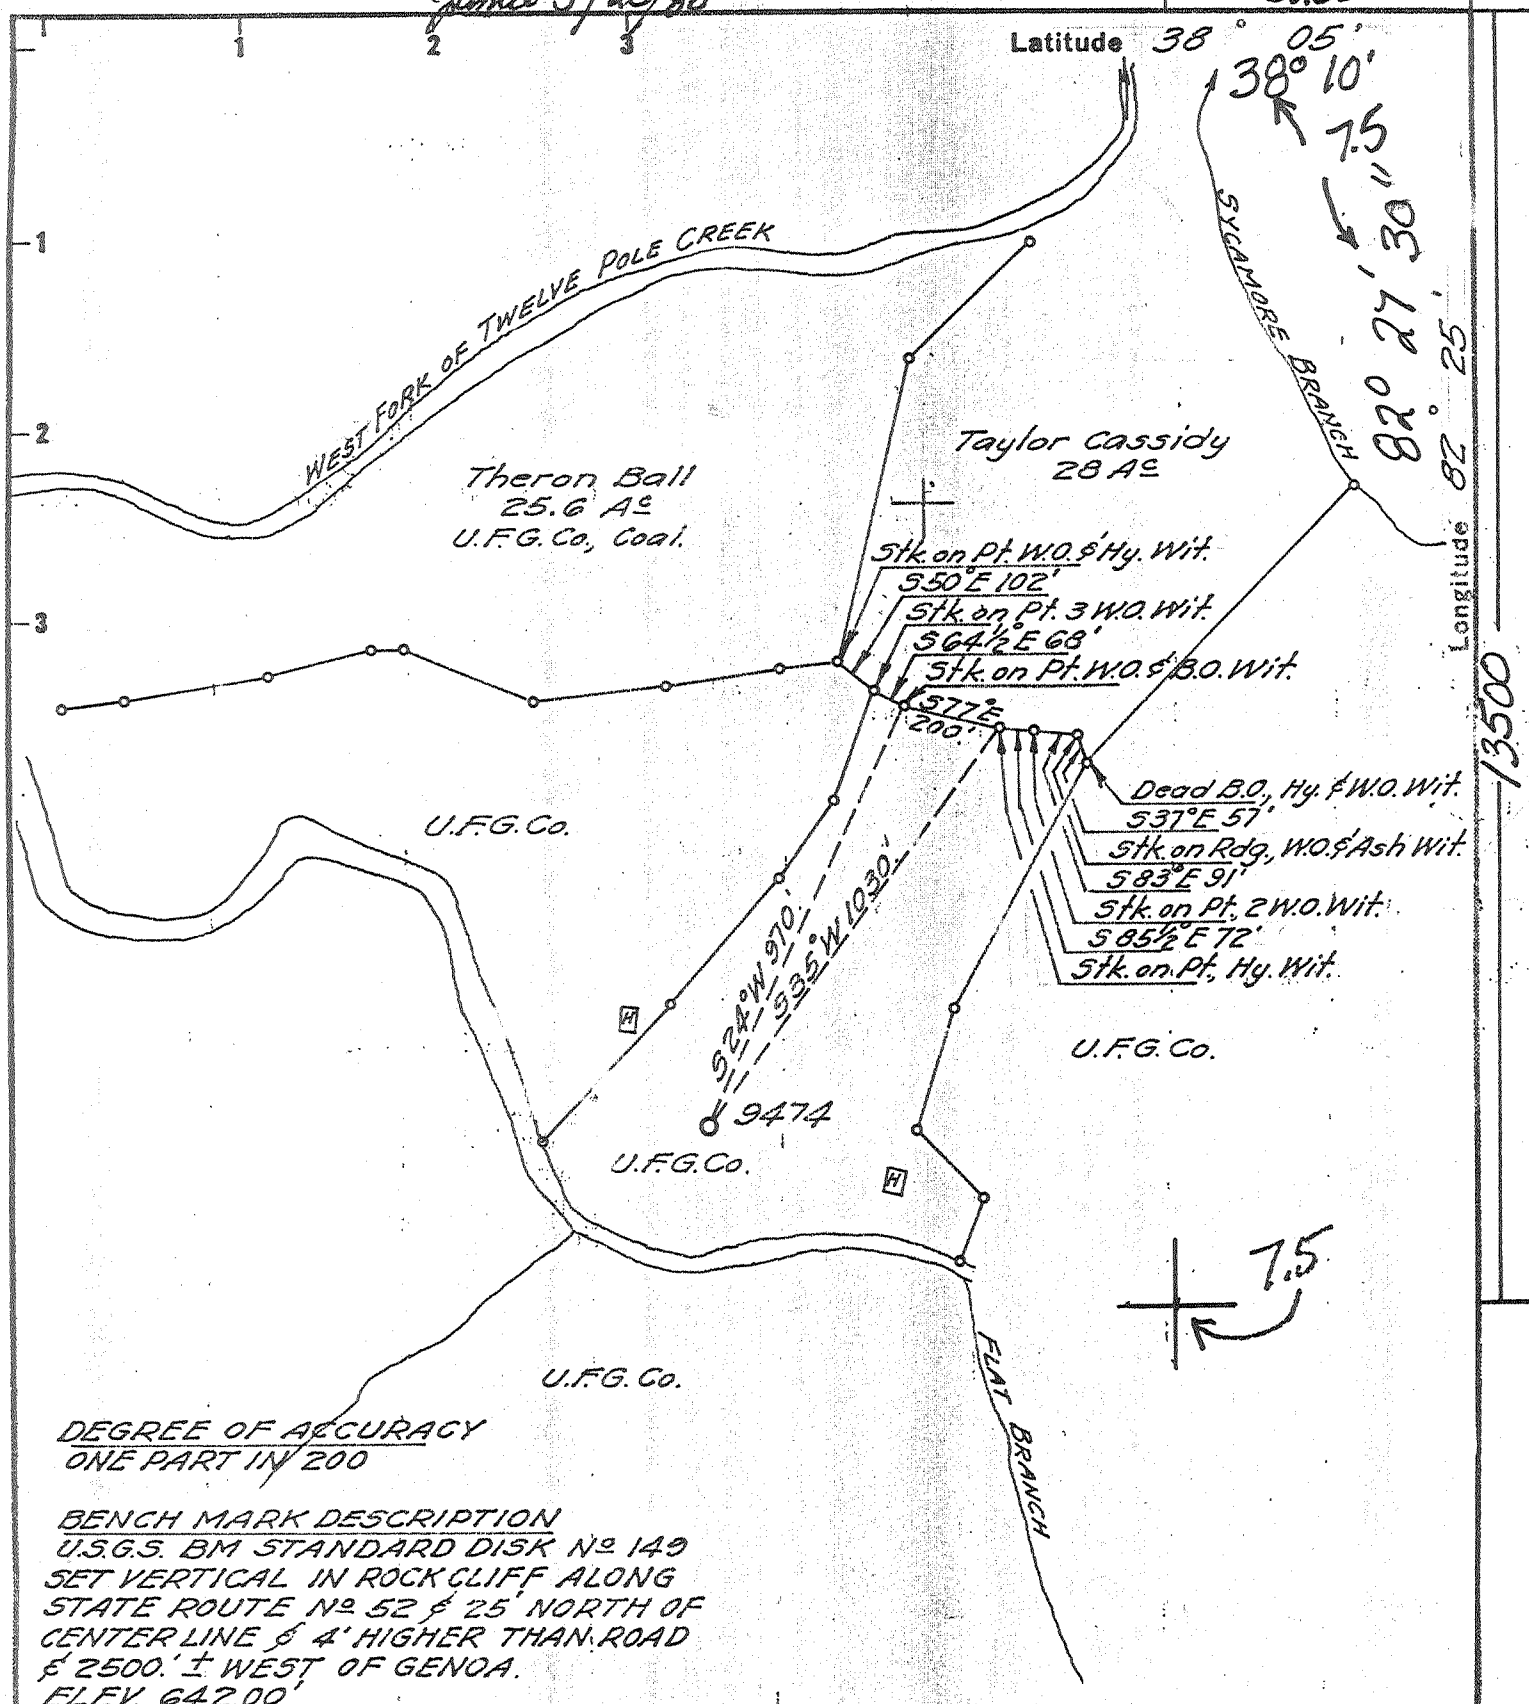 1 2 3
Latitude 38° 05'
38° 10'
7.5
82° 27' 30"
Longitude 82° 25'
13500
1
2
3
WEST FORK OF TWELVE POLE CREEK
SYCAMORE BRANCH
Theron Ball
25.6 Ac
U.F.G. Co., Coal.
Taylor Cassidy
28 Ac
Stk. on Pt. W.O. & Hy. Wit.
S 50° E 102'
Stk. on Pt. 3 W.O. Wit.
S 64½° E 68'
Stk. on Pt. W.O. & B.O. Wit.
S77°E
200.'
Dead B.O., Hy. & W.O. Wit.
S 37° E 57'
Stk. on Rdg., W.O. & Ash Wit.
S 83° E 91'
Stk. on Pt., 2 W.O. Wit.
S 85½° E 72'
Stk. on Pt., Hy. Wit.
U.F.G. Co.
S 24° W 970.'
S 35° W 1030.'
H
U.F.G. Co.
9474
U.F.G. Co.
H
7.5
U.F.G. Co.
FLAT BRANCH
DEGREE OF ACCURACY
ONE PART IN 200
BENCH MARK DESCRIPTION
U.S.G.S. BM STANDARD DISK Nº 149
SET VERTICAL IN ROCK CLIFF ALONG
STATE ROUTE Nº 52 & 25' NORTH OF
CENTER LINE & 4' HIGHER THAN ROAD
& 2500.' ± WEST OF GENOA.
ELEV. 642.00'